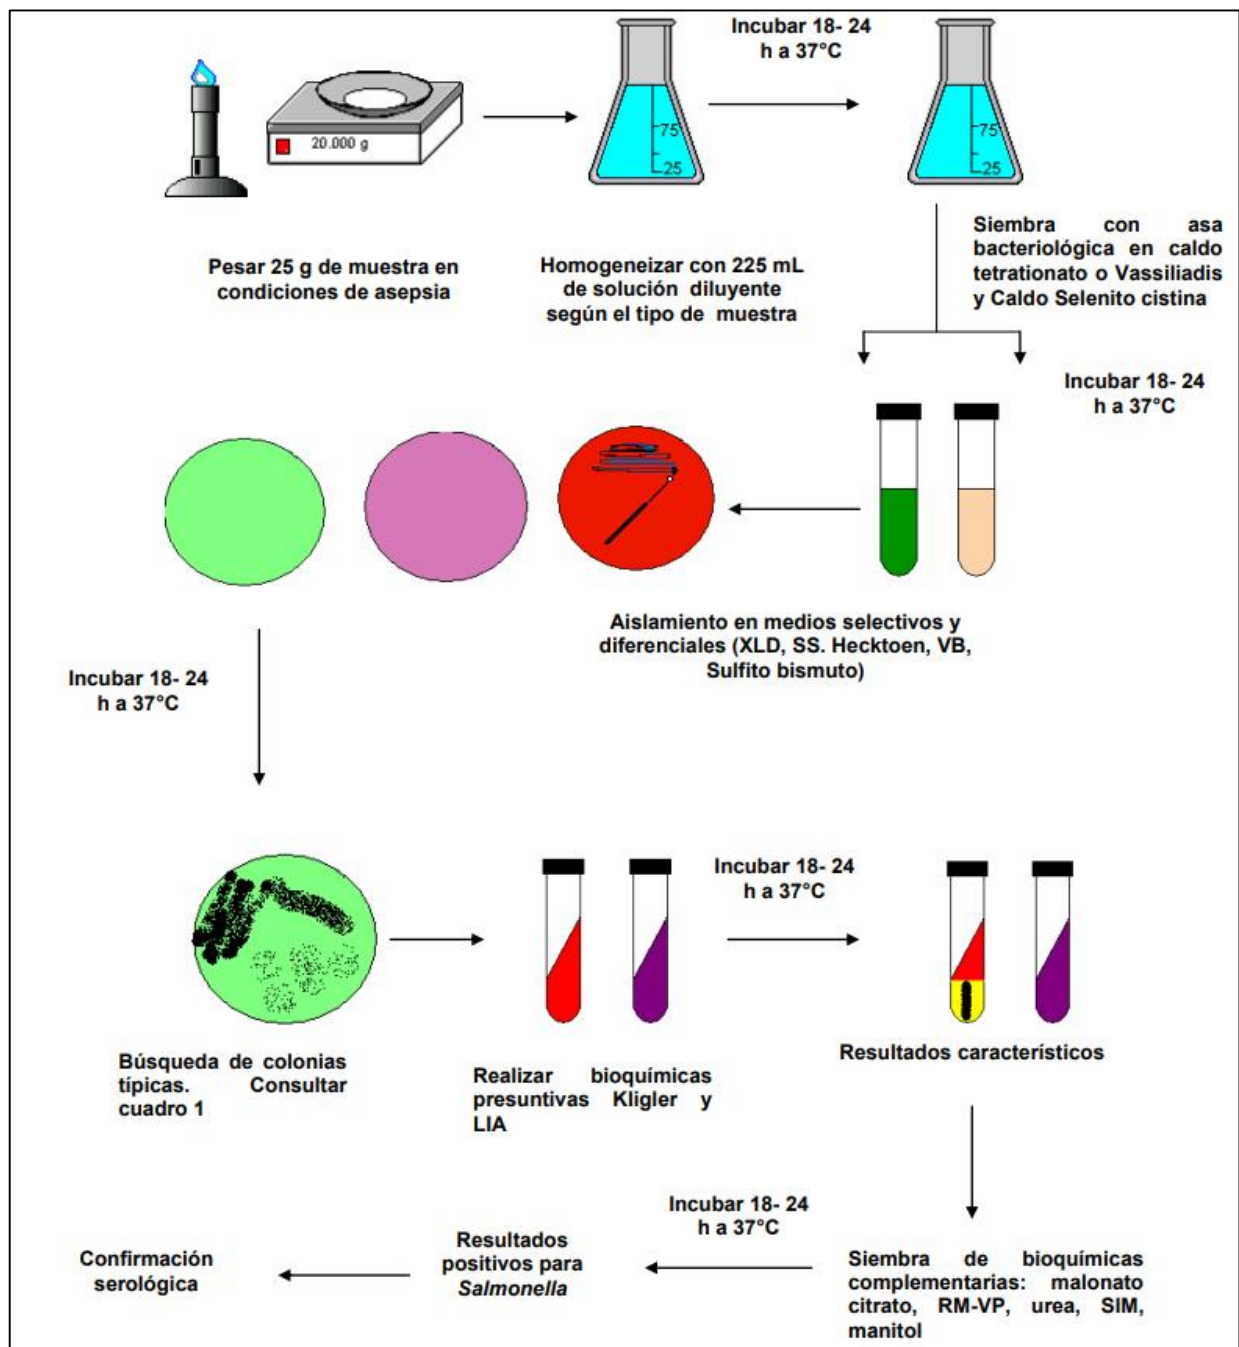 Incubar 18- 24
h a 37°C
20.000 g
75
25
75
25
Pesar 25 g de muestra en
condiciones de asepsia
Homogeneizar con 225 mL
de solución diluyente
según el tipo de muestra
Siembra con asa
bacteriológica en caldo
tetrationato o Vassiliadis
y Caldo Selenito cistina
Incubar 18- 24
h a 37°C
Aislamiento en medios selectivos y
diferenciales (XLD, SS. Hecktoen, VB,
Sulfito bismuto)
Incubar 18- 24
h a 37°C
Búsqueda de colonias
típicas. Consultar
cuadro 1
Realizar bioquímicas
presuntivas Kligler y
LIA
Incubar 18- 24
h a 37°C
Resultados característicos
Siembra de bioquímicas
complementarias: malonato
citrato, RM-VP, urea, SIM,
manitol
Incubar 18- 24
h a 37°C
Resultados
positivos para
Salmonella
Confirmación
serológica